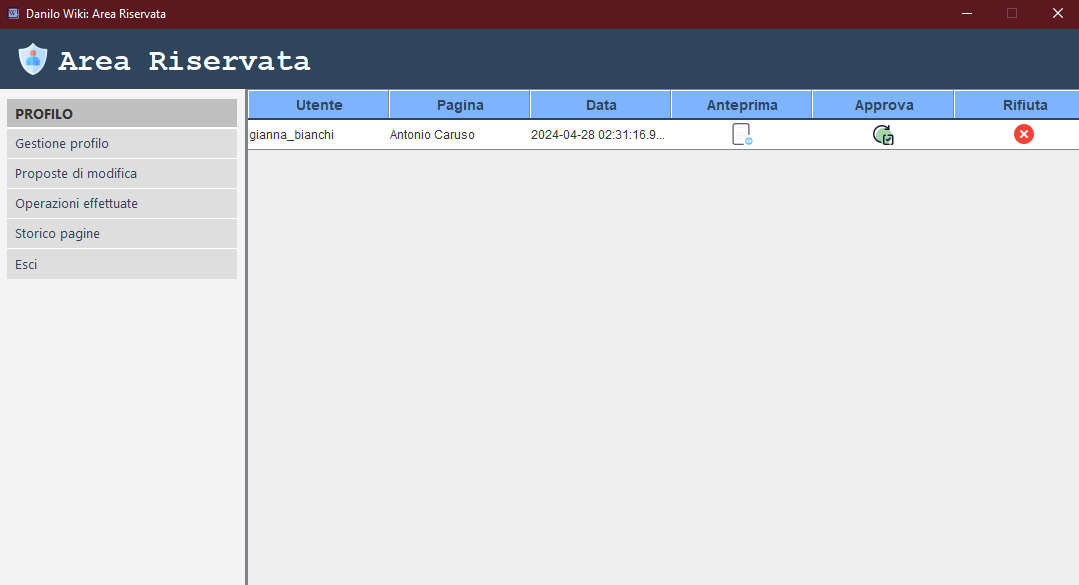 Danilo Wiki: Area Riservata
Area Riservata
PROFILO
Gestione profilo
Proposte di modifica
Operazioni effettuate
Storico pagine
Esci
Utente Pagina Data Anteprima Approva Rifiuta
gianna_bianchi Antonio Caruso 2024-04-28 02:31:16.9...